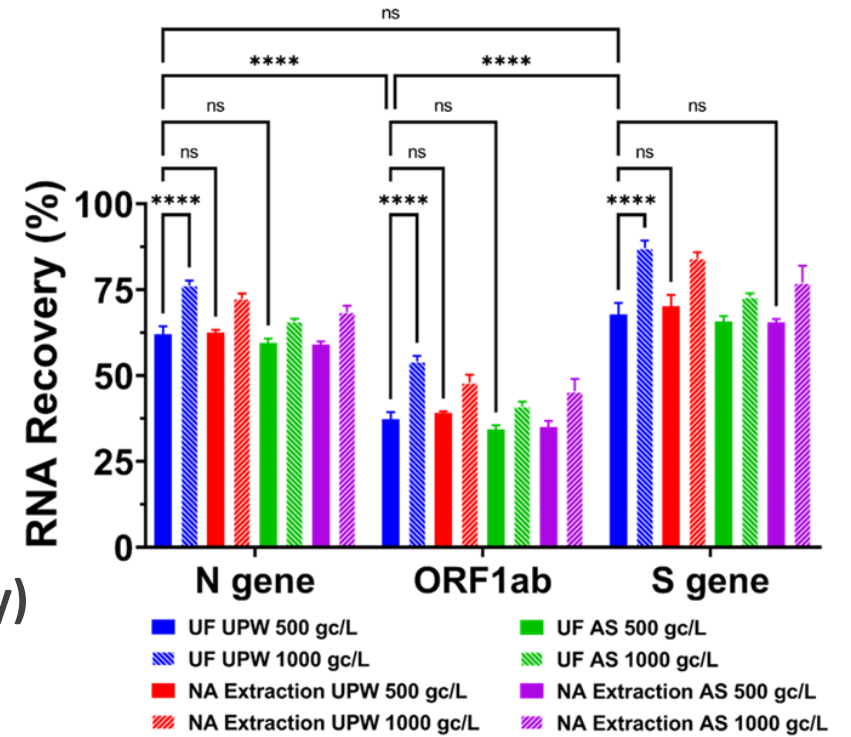 ns
**** ****
ns ns ns
ns ns ns
**** **** ****
RNA Recovery (%)
100
75
50
25
0
N gene ORF1ab S gene
y)
UF UPW 500 gc/L UF AS 500 gc/L
UF UPW 1000 gc/L UF AS 1000 gc/L
NA Extraction UPW 500 gc/L NA Extraction AS 500 gc/L
NA Extraction UPW 1000 gc/L NA Extraction AS 1000 gc/L